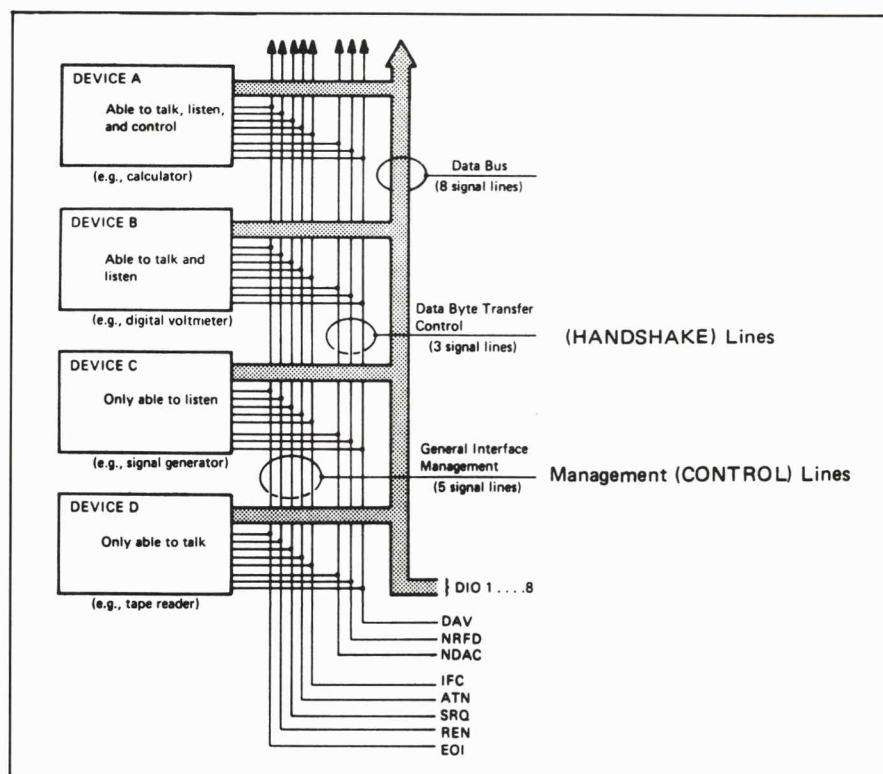 DEVICE A
Able to talk, listen,
and control
(e.g., calculator)
Data Bus
(8 signal lines)
DEVICE B
Able to talk and
listen
(e.g., digital voltmeter)
Data Byte Transfer
Control
(3 signal lines)
(HANDSHAKE) Lines
DEVICE C
Only able to listen
(e.g., signal generator)
General Interface
Management
(5 signal lines)
Management (CONTROL) Lines
DEVICE D
Only able to talk
(e.g., tape reader)
} DIO 1 . . . . 8
DAV
NRFD
NDAC
IFC
ATN
SRQ
REN
EOI